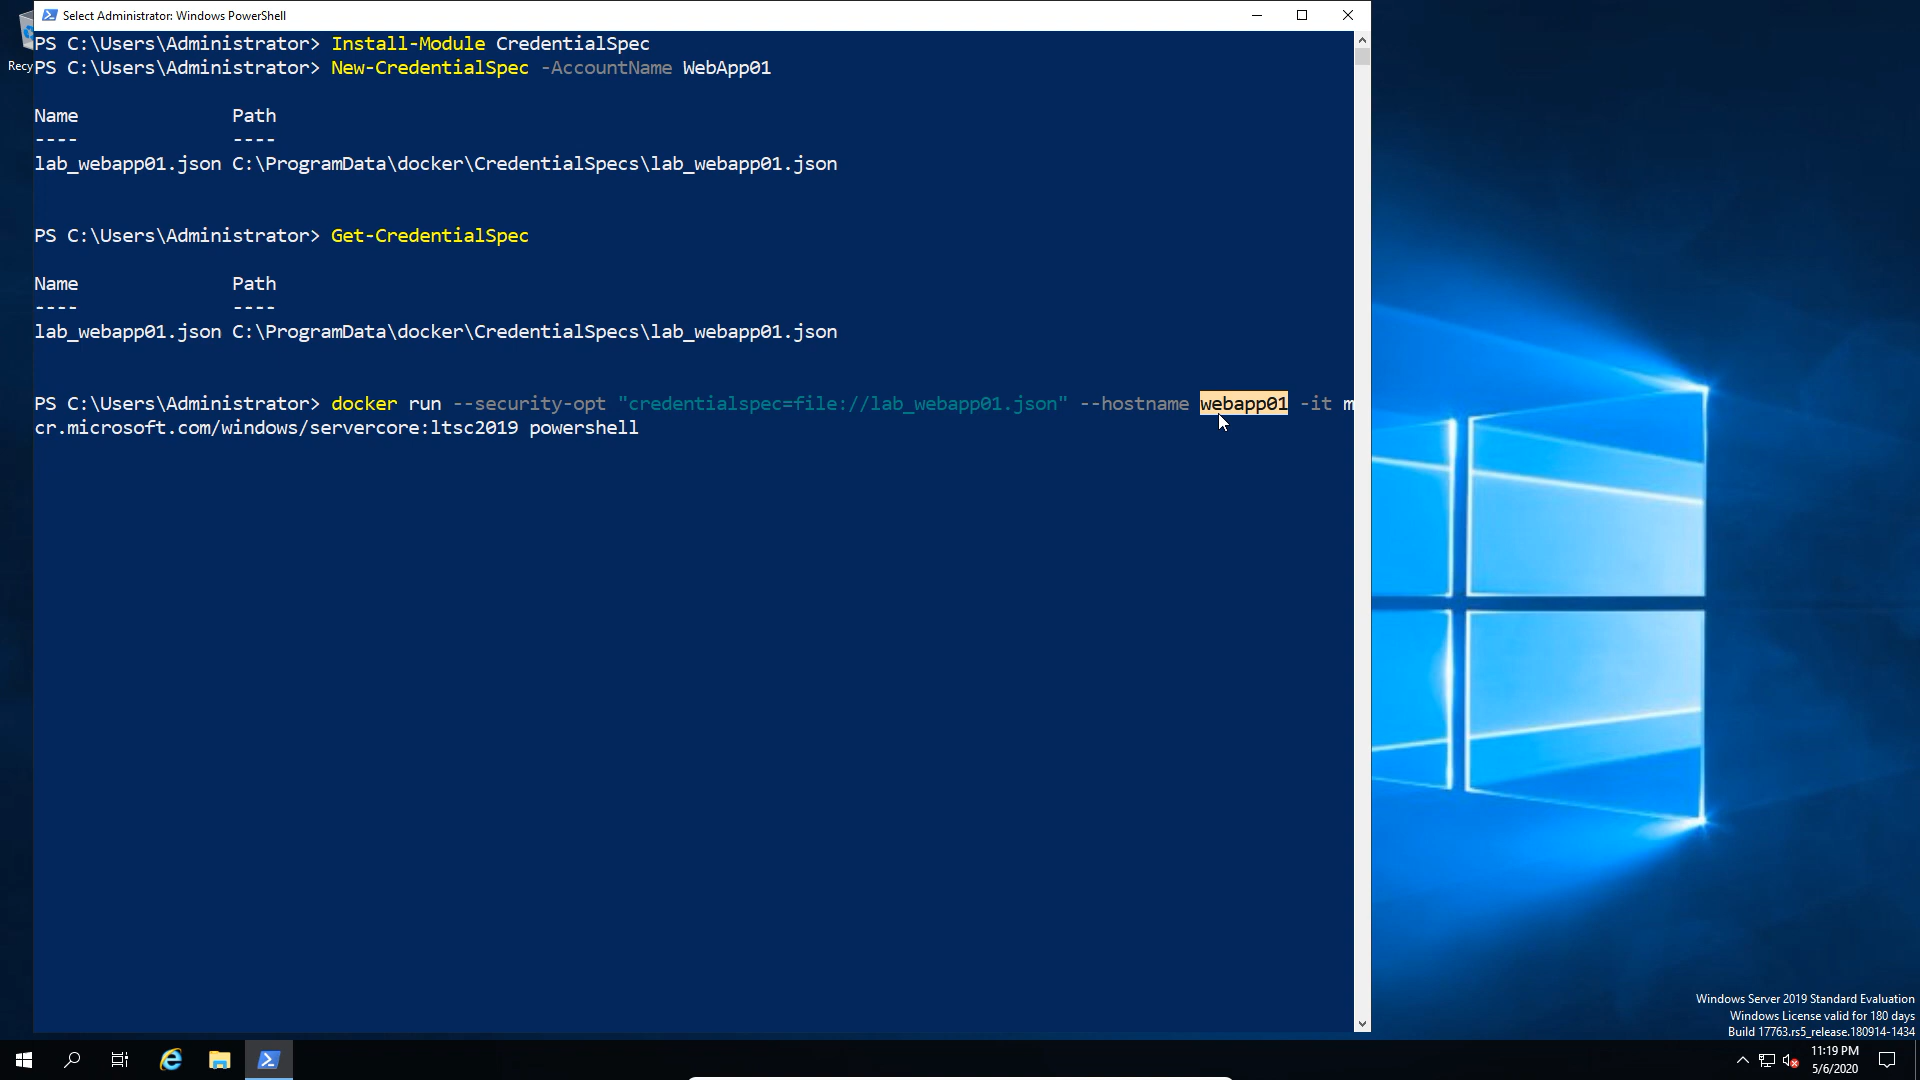 Select Administrator: Windows PowerShell
Recy
PS C:\Users\Administrator> Install-Module CredentialSpec
PS C:\Users\Administrator> New-CredentialSpec -AccountName WebApp01
Name Path
---- ----
lab_webapp01.json C:\ProgramData\docker\CredentialSpecs\lab_webapp01.json
PS C:\Users\Administrator> Get-CredentialSpec
Name Path
---- ----
lab_webapp01.json C:\ProgramData\docker\CredentialSpecs\lab_webapp01.json
PS C:\Users\Administrator> docker run --security-opt "credentialspec=file://lab_webapp01.json" --hostname webapp01 -it m
cr.microsoft.com/windows/servercore:ltsc2019 powershell
Windows Server 2019 Standard Evaluation
Windows License valid for 180 days
Build 17763.rs5_release.180914-1434
11:19 PM
5/6/2020